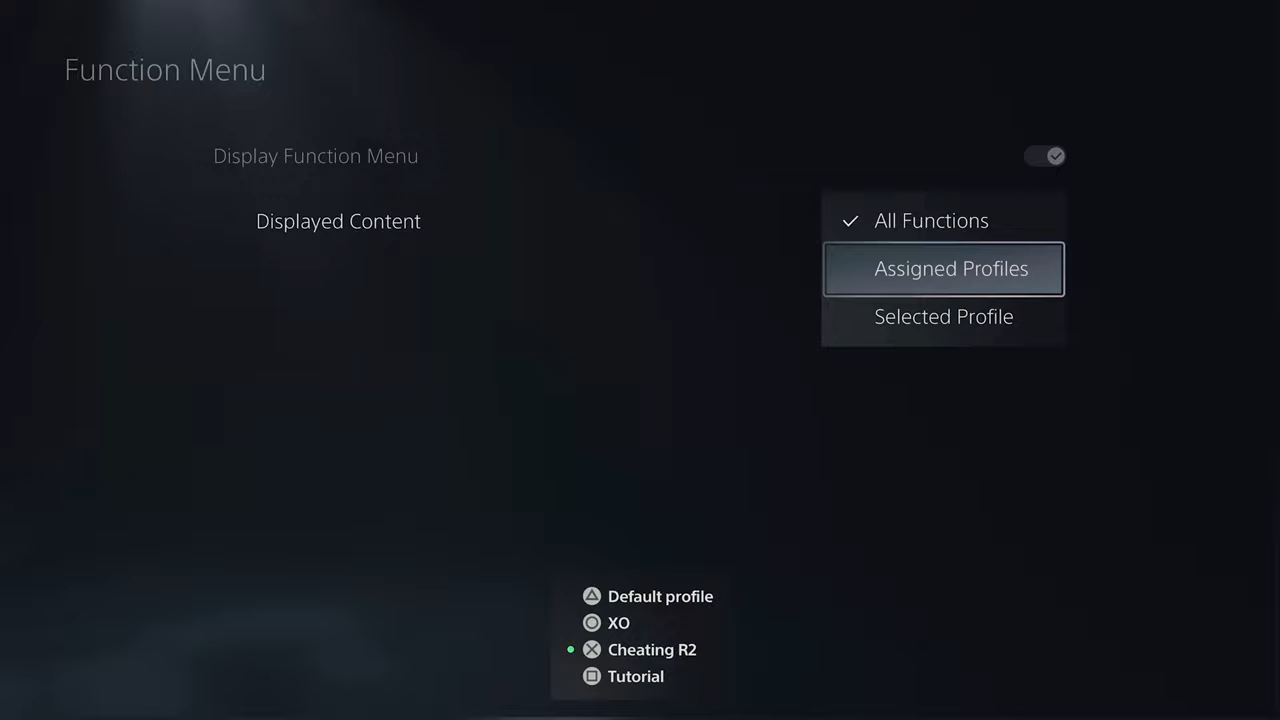 Function Menu
Display Function Menu
Displayed Content
All Functions
Assigned Profiles
Selected Profile
Default profile
XO
Cheating R2
Tutorial